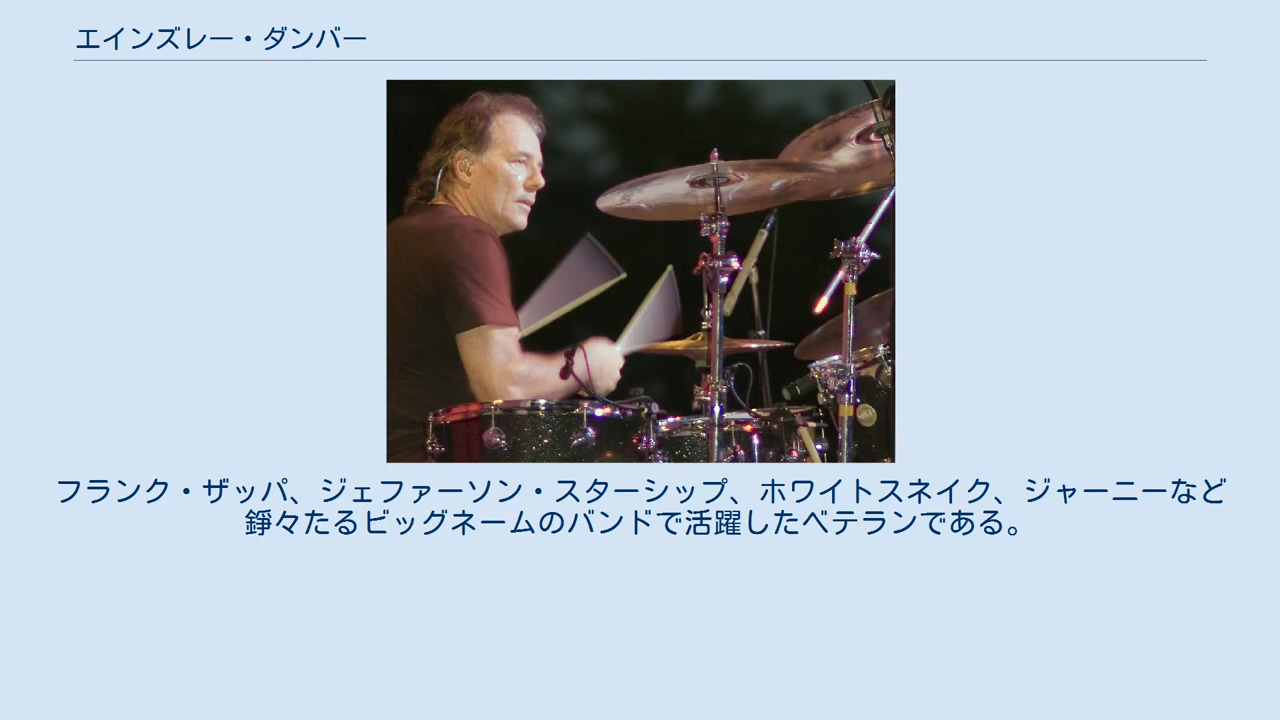 エインズレー・ダンバー
フランク・ザッパ、ジェファーソン・スターシップ、ホワイトスネイク、ジャーニーなど
錚々たるビッグネームのバンドで活躍したベテランである。